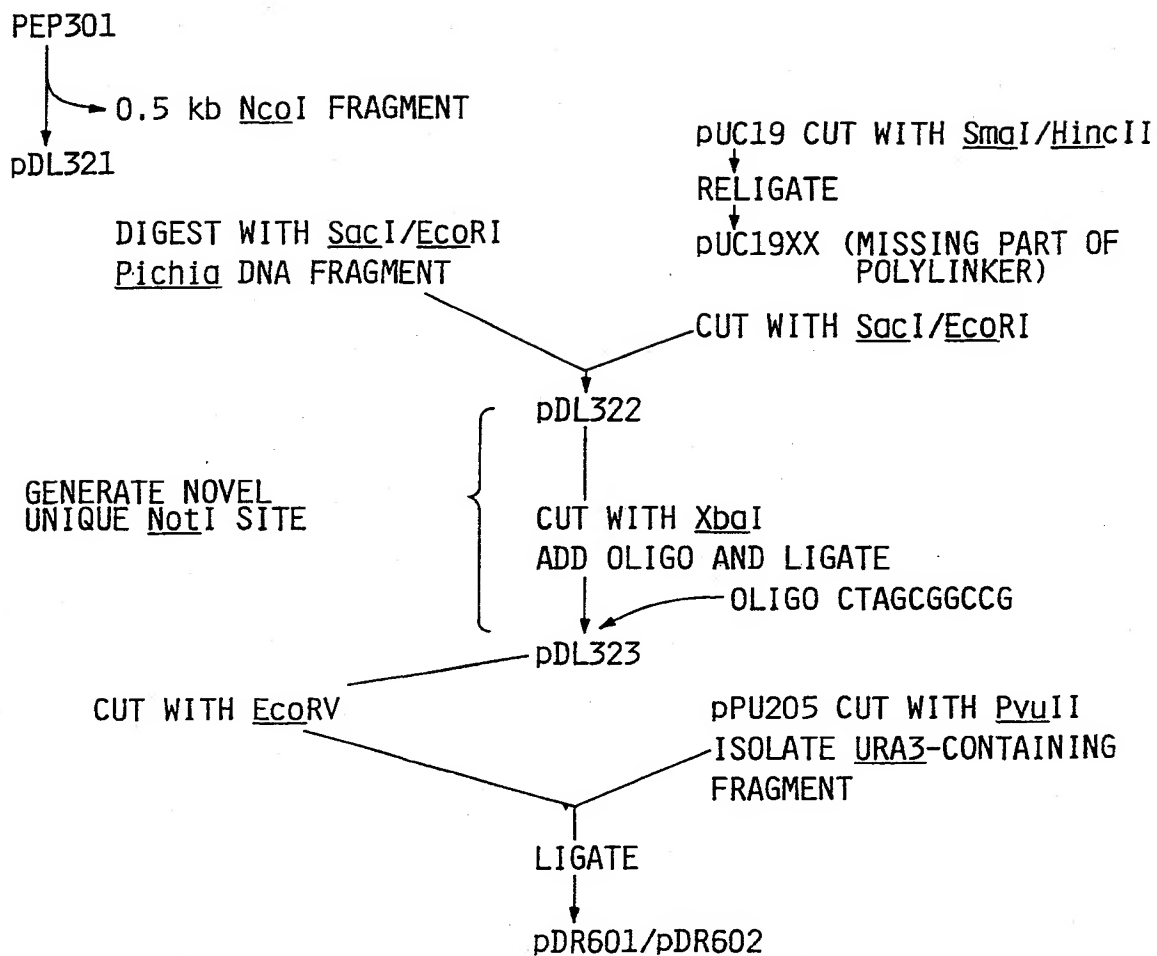 PEP301
0.5 kb NcoI FRAGMENT
pDL321
pUC19 CUT WITH SmaI/HincII
RELIGATE
pUC19XX (MISSING PART OF
POLYLINKER)
DIGEST WITH SacI/EcoRI
Pichia DNA FRAGMENT
CUT WITH SacI/EcoRI
pDL322
GENERATE NOVEL
UNIQUE NotI SITE
CUT WITH XbaI
ADD OLIGO AND LIGATE
OLIGO CTAGCGGCCG
pDL323
CUT WITH EcoRV
pPU205 CUT WITH PvuII
ISOLATE URA3-CONTAINING
FRAGMENT
LIGATE
pDR601/pDR602